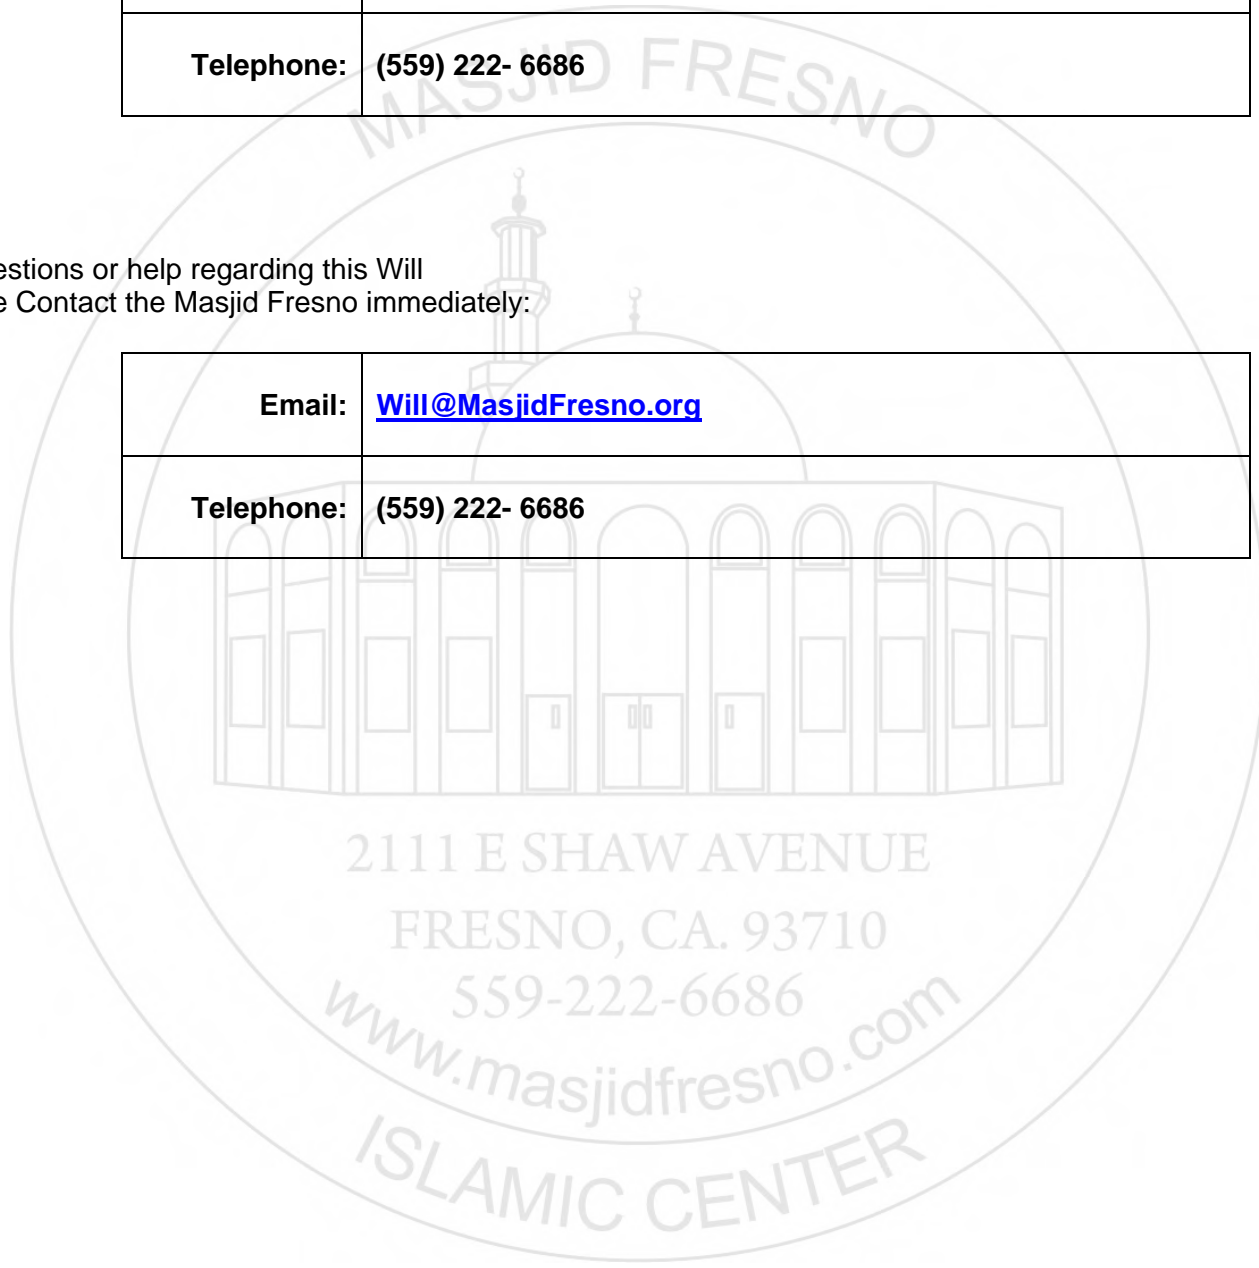 Telephone: (559) 222- 6686
estions or help regarding this Will
e Contact the Masjid Fresno immediately:
Email: Will@MasjidFresno.org
Telephone: (559) 222- 6686
MASJID FRESNO
2111 E SHAW AVENUE
FRESNO, CA. 93710
559-222-6686
www.masjidfresno.com
ISLAMIC CENTER